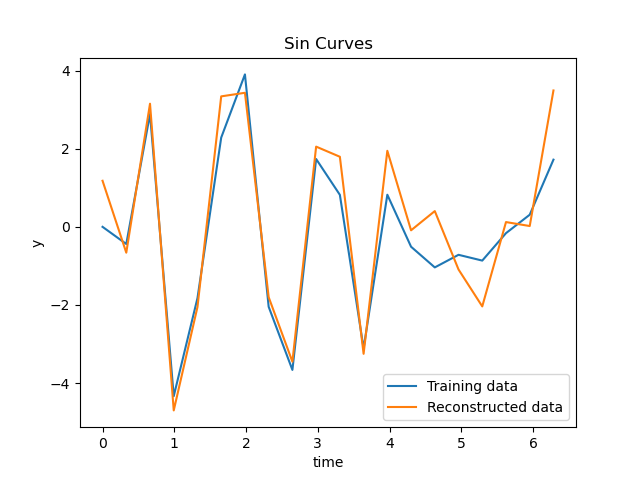 Sin Curves
4
2
0
−2
−4
y
0
1
2
3
4
5
6
time
Training data
Reconstructed data